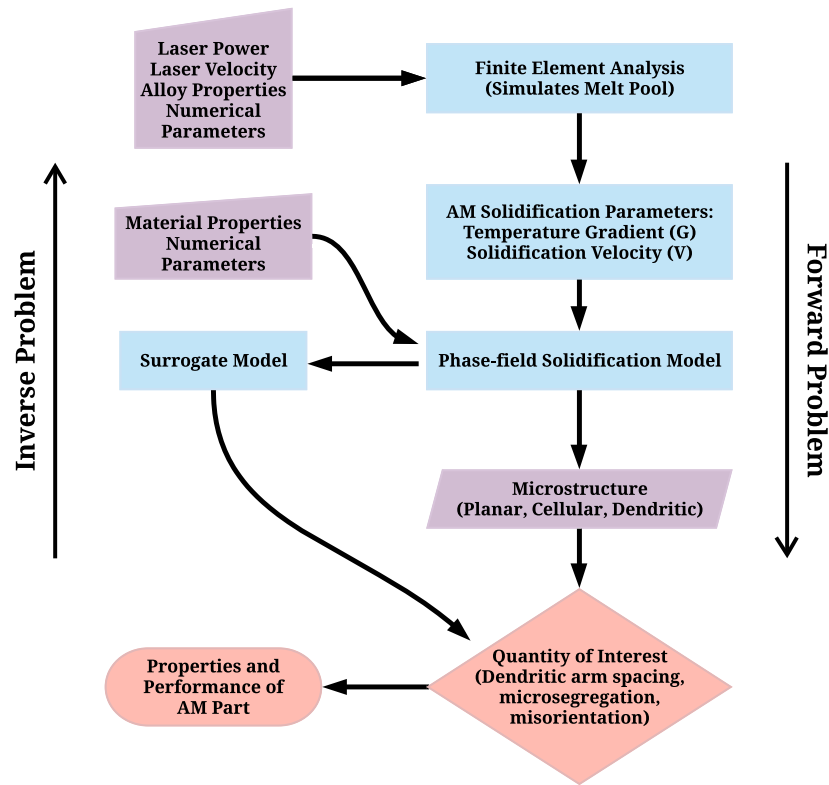 Laser Power
Laser Velocity
Alloy Properties
Numerical
Parameters
Finite Element Analysis
(Simulates Melt Pool)
Material Properties
Numerical
Parameters
AM Solidification Parameters:
Temperature Gradient (G)
Solidification Velocity (V)
Surrogate Model
Phase-field Solidification Model
Microstructure
(Planar, Cellular, Dendritic)
Quantity of Interest
(Dendritic arm spacing,
microsegregation,
misorientation)
Properties and
Performance of
AM Part
Inverse Problem
Forward Problem